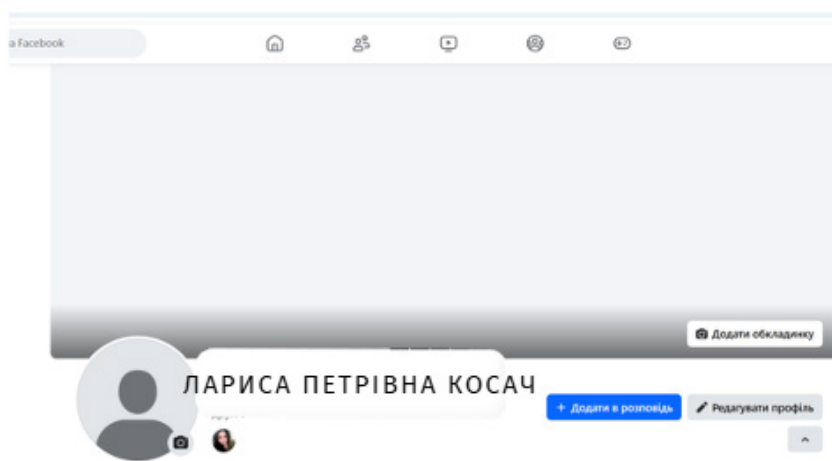 а Facebook
Додати обкладинку
ЛАРИСА ПЕТРІВНА КОСАЧ
+ Додати в розповідь
Редагувати профіль